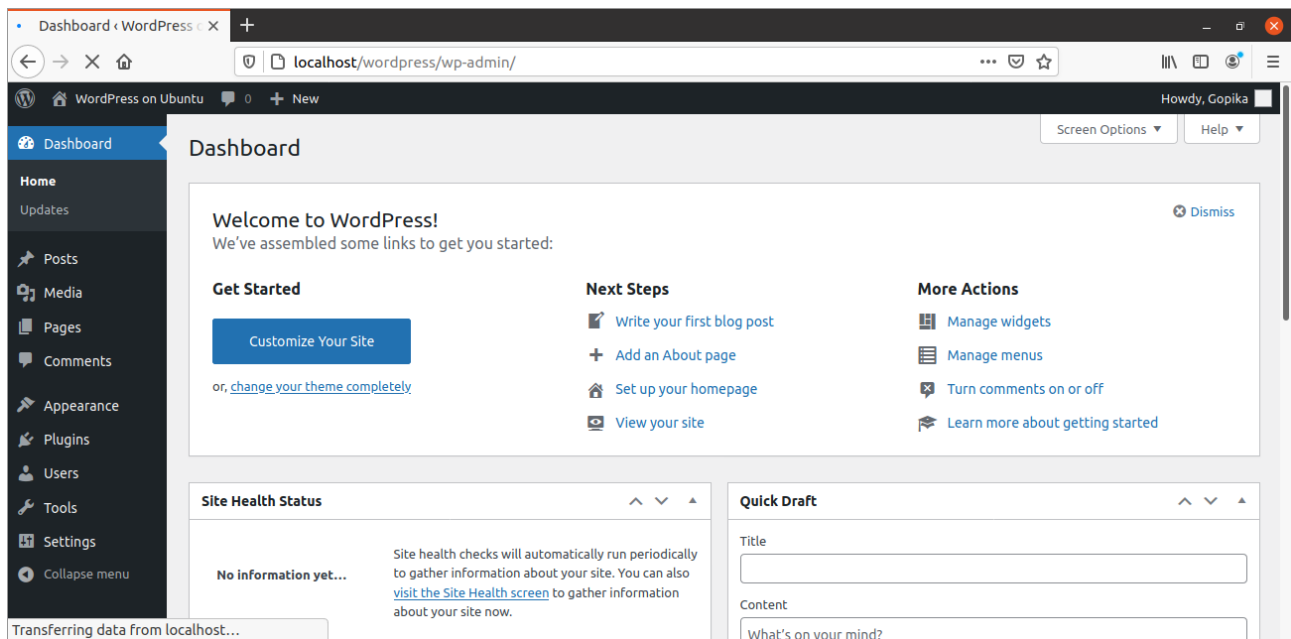 Dashboard ‹ WordPress
localhost/wordpress/wp-admin/
WordPress on Ubuntu 0 + New Howdy, Gopika
Screen Options ▼ Help ▼
Dashboard
Home
Updates
Posts
Media
Pages
Comments
Appearance
Plugins
Users
Tools
Settings
Collapse menu
Dashboard
Welcome to WordPress!
We've assembled some links to get you started:
Dismiss
Get Started
Customize Your Site
or, change your theme completely
Next Steps
Write your first blog post
Add an About page
Set up your homepage
View your site
More Actions
Manage widgets
Manage menus
Turn comments on or off
Learn more about getting started
Site Health Status
No information yet...
Site health checks will automatically run periodically
to gather information about your site. You can also
visit the Site Health screen to gather information
about your site now.
Quick Draft
Title
Content
What's on your mind?
Transferring data from localhost…